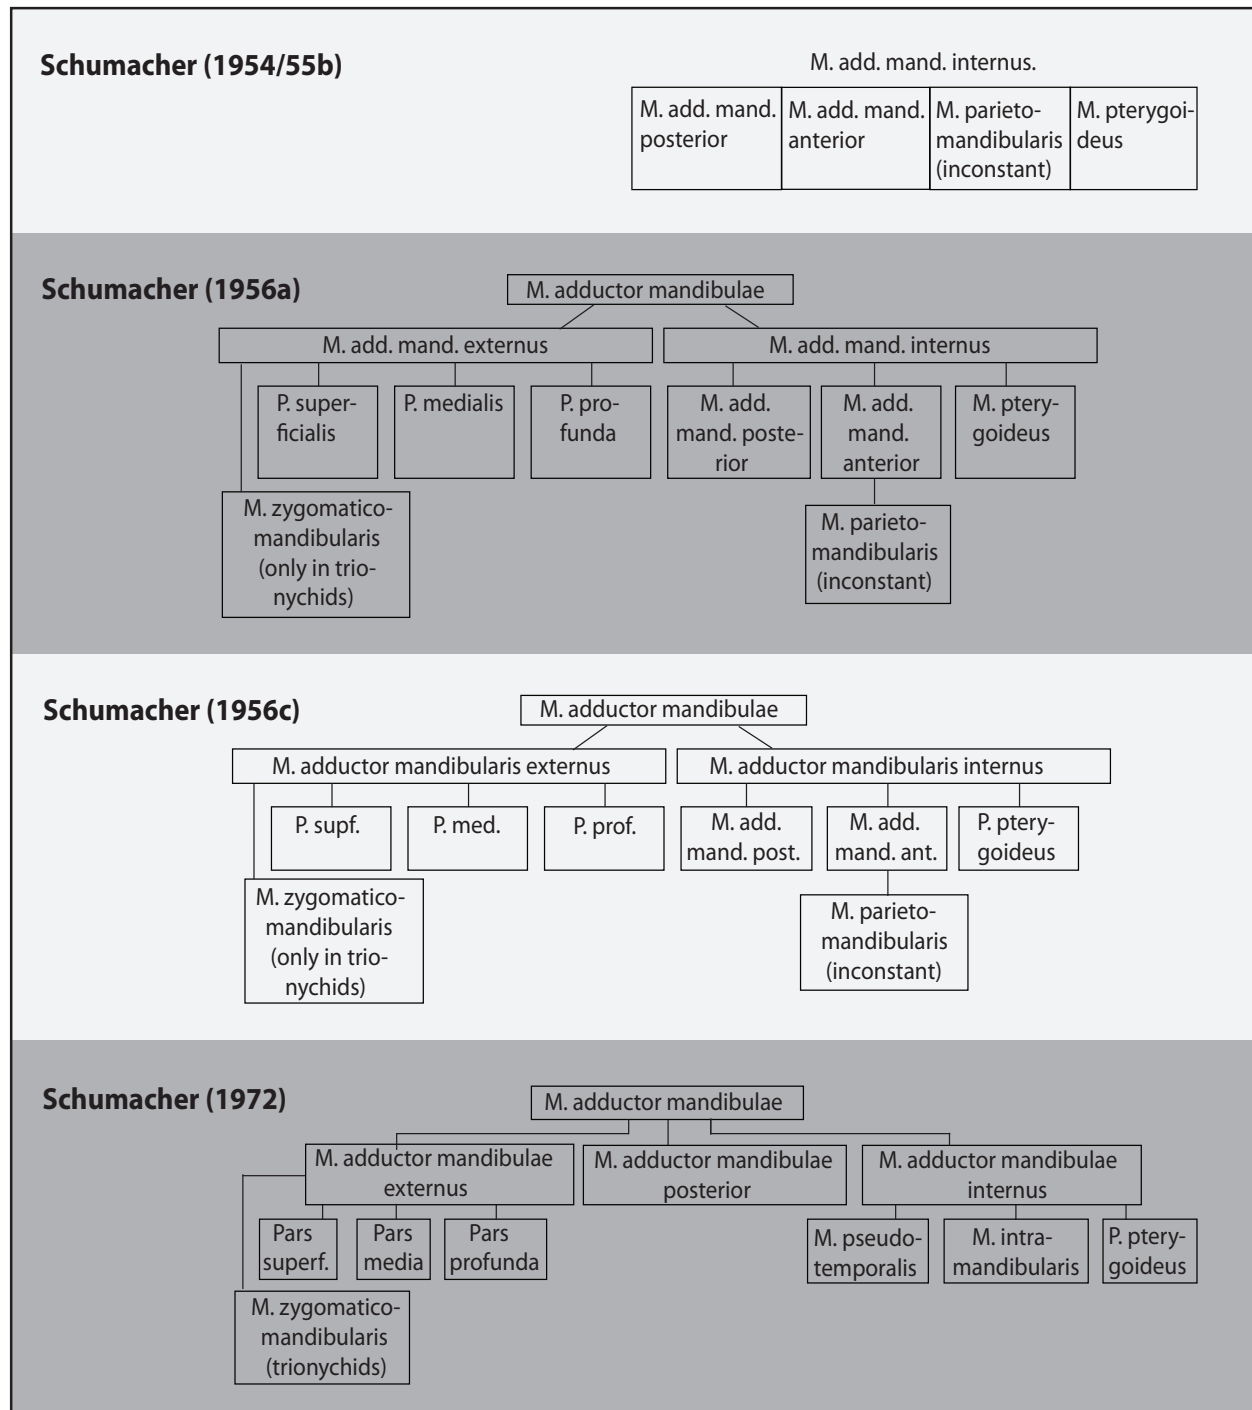 Schumacher (1954/55b)
M. add. mand. internus.
M. add. mand.
posterior
M. add. mand.
anterior
M. parieto-
mandibularis
(inconstant)
M. pterygoi-
deus
Schumacher (1956a)
M. adductor mandibulae
M. add. mand. externus
M. add. mand. internus
P. super-
ficialis
P. medialis
P. pro-
funda
M. add.
mand. poste-
rior
M. add.
mand.
anterior
M. ptery-
goideus
M. zygomatico-
mandibularis
(only in trio-
nychids)
M. parieto-
mandibularis
(inconstant)
Schumacher (1956c)
M. adductor mandibulae
M. adductor mandibularis externus
M. adductor mandibularis internus
P. supf.
P. med.
P. prof.
M. add.
mand. post.
M. add.
mand. ant.
P. ptery-
goideus
M. zygomatico-
mandibularis
(only in trio-
nychids)
M. parieto-
mandibularis
(inconstant)
Schumacher (1972)
M. adductor mandibulae
M. adductor mandibulae
externus
M. adductor mandibulae
posterior
M. adductor mandibulae
internus
Pars
superf.
Pars
media
Pars
profunda
M. pseudo-
temporalis
M. intra-
mandibularis
P. ptery-
goideus
M. zygomatico-
mandibularis
(trionychids)